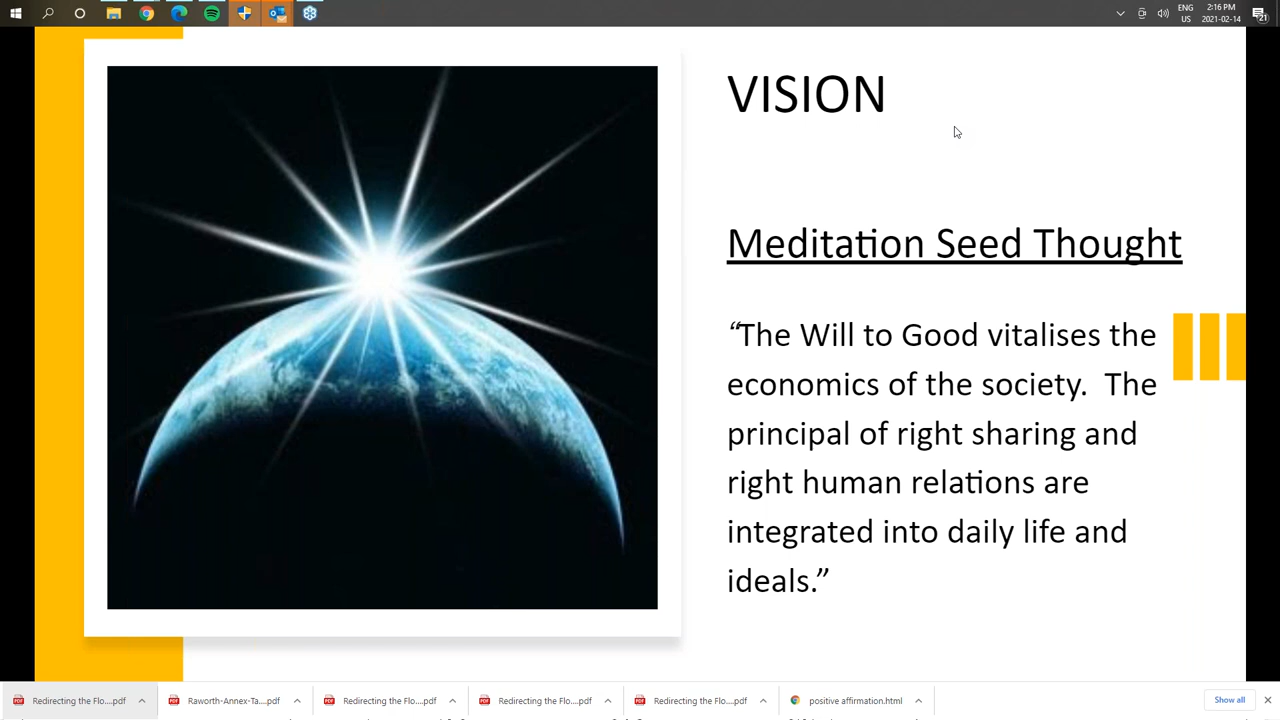 ENG
2:16 PM
US
2021-02-14
21
VISION
Meditation Seed Thought
“The Will to Good vitalises the
economics of the society.  The
principal of right sharing and
right human relations are
integrated into daily life and
ideals.”
Redirecting the Flo....pdf
Raworth-Annex-Ta....pdf
Redirecting the Flo....pdf
Redirecting the Flo....pdf
Redirecting the Flo....pdf
positive affirmation.html
Show all